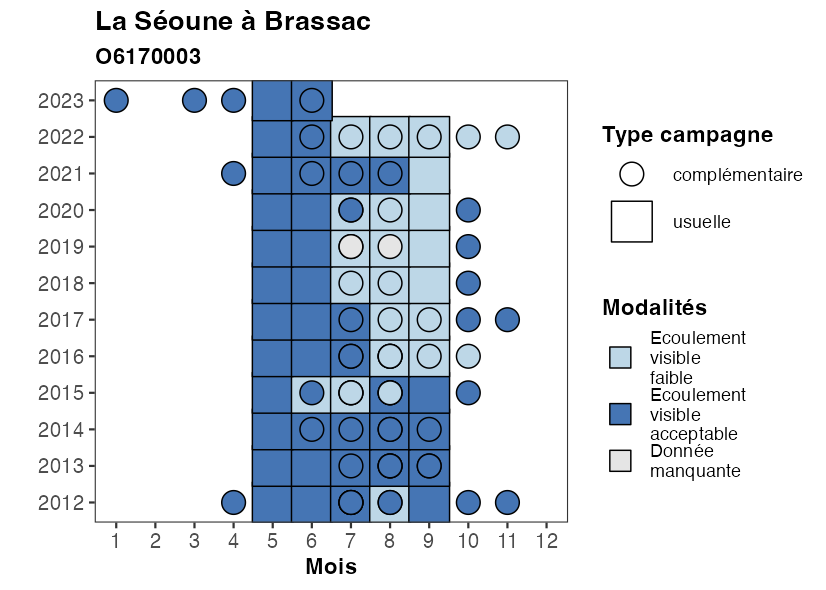 La Séoune à Brassac
O6170003
2023
2022
2021
2020
2019
2018
2017
2016
2015
2014
2013
2012
1 2 3 4 5 6 7 8 9 10 11 12
Mois
Type campagne
complémentaire
usuelle
Modalités
Ecoulement
visible
faible
Ecoulement
visible
acceptable
Donnée
manquante